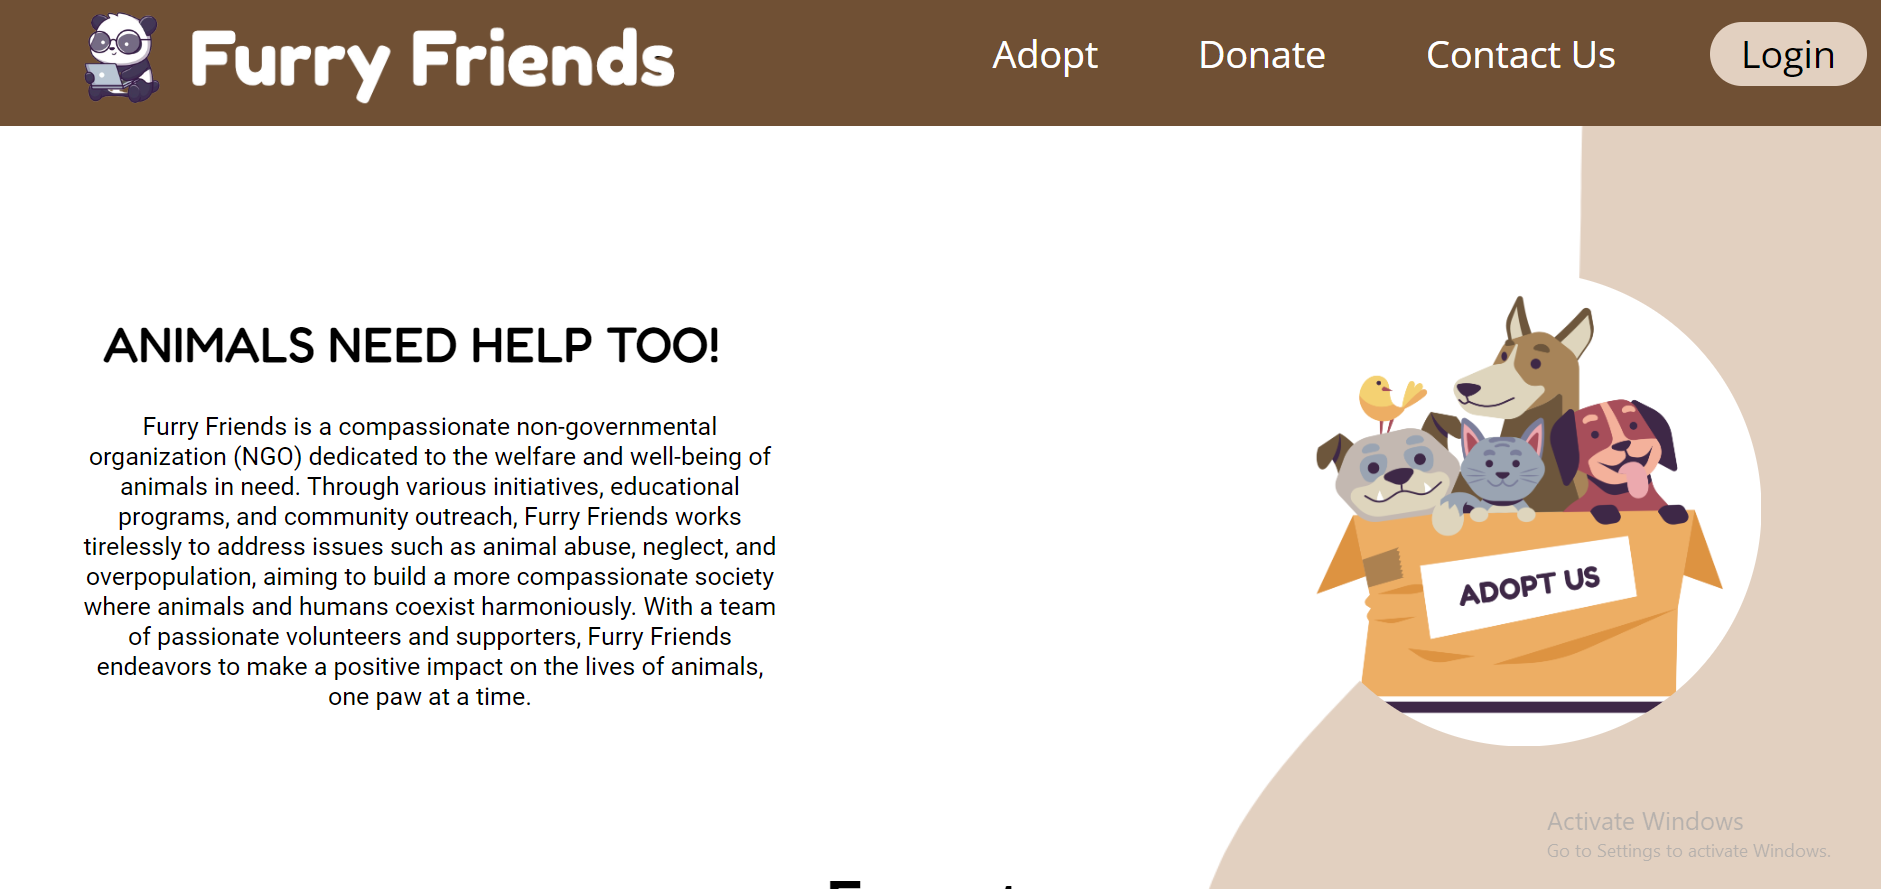 Furry Friends
Adopt
Donate
Contact Us
Login
ANIMALS NEED HELP TOO!
Furry Friends is a compassionate non-governmental
organization (NGO) dedicated to the welfare and well-being of
animals in need. Through various initiatives, educational
programs, and community outreach, Furry Friends works
tirelessly to address issues such as animal abuse, neglect, and
overpopulation, aiming to build a more compassionate society
where animals and humans coexist harmoniously. With a team
of passionate volunteers and supporters, Furry Friends
endeavors to make a positive impact on the lives of animals,
one paw at a time.
ADOPT US
Activate Windows
Go to Settings to activate Windows.